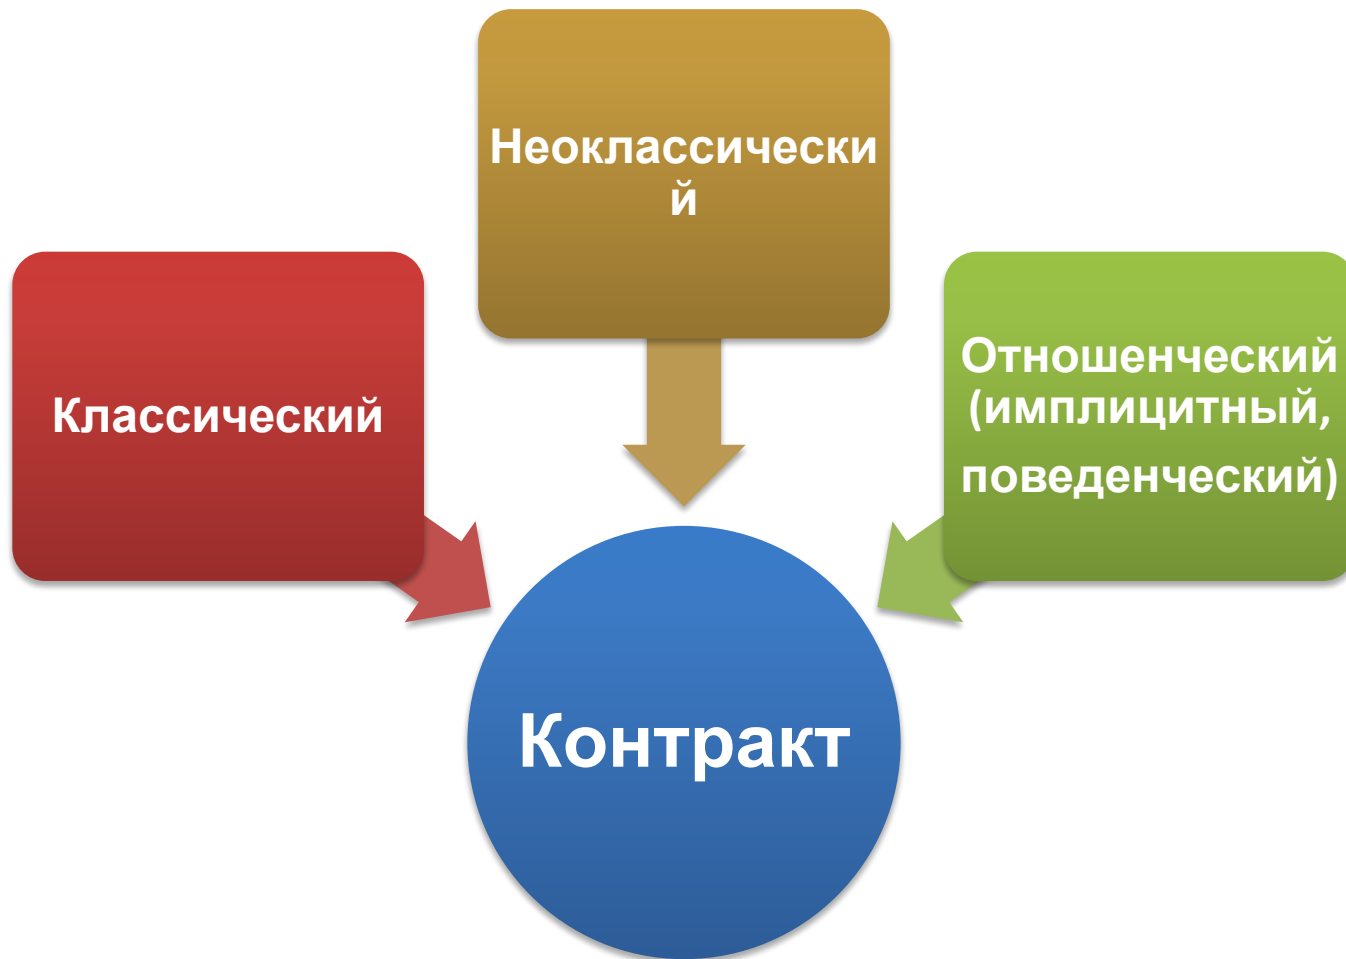 Неоклассически
й
Классический
Отношенческий
(имплицитный,
поведенческий)
Контракт